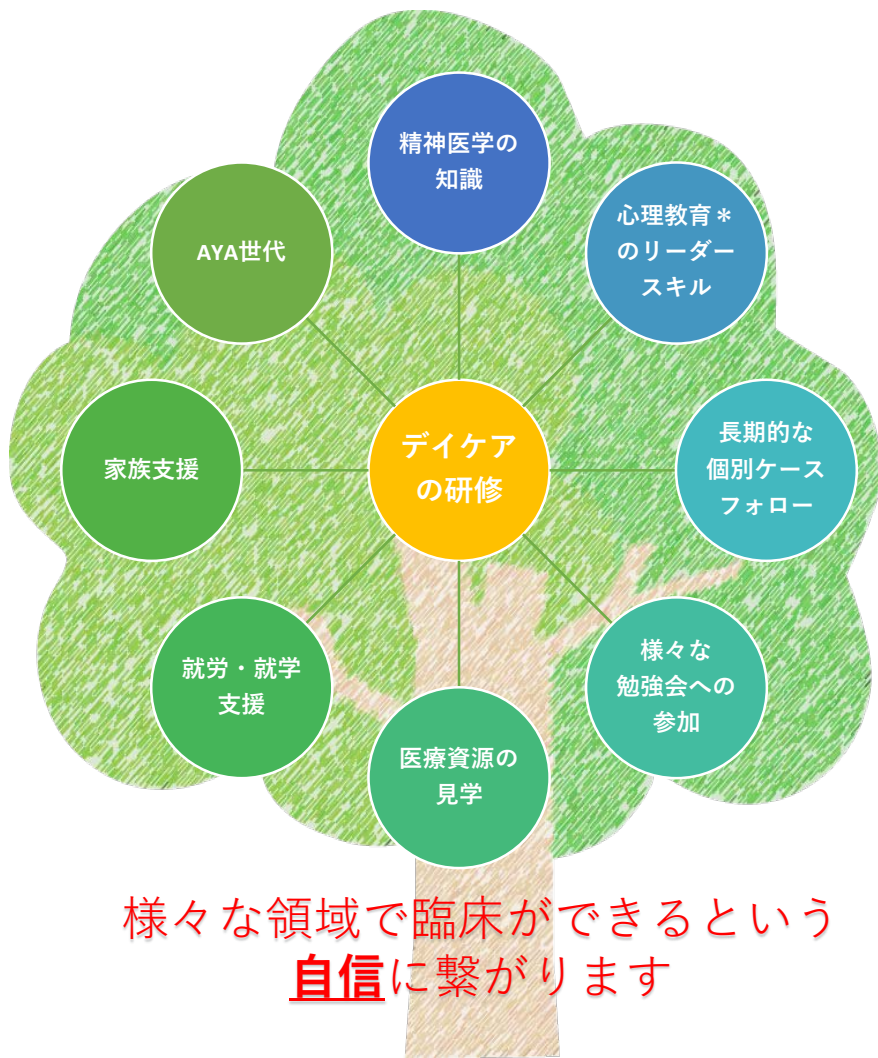 精神医学の
知識
心理教育＊
のリーダー
スキル
長期的な
個別ケース
フォロー
様々な
勉強会への
参加
医療資源の
見学
就労・就学
支援
家族支援
AYA世代
デイケア
の研修
様々な領域で臨床ができるという
自信に繋がります